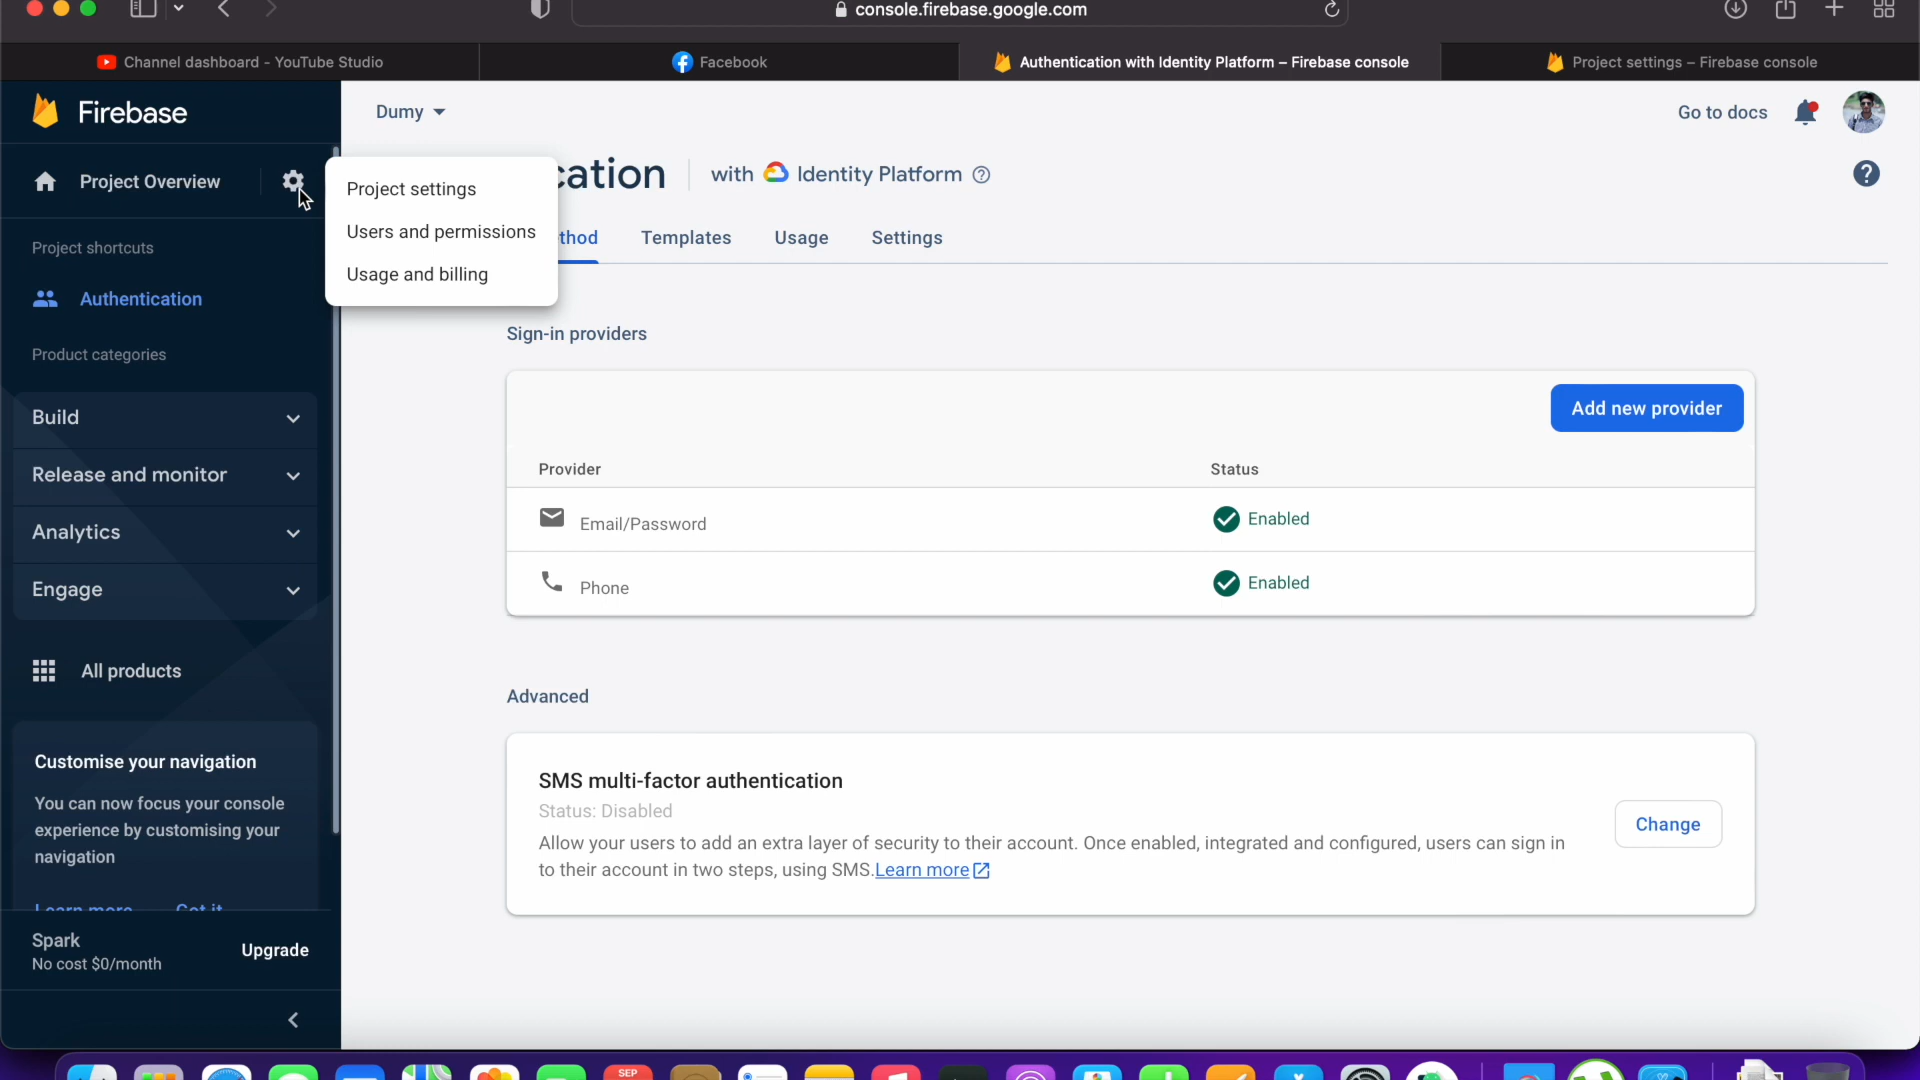 console.firebase.google.com
Channel dashboard - YouTube Studio
Facebook
Authentication with Identity Platform – Firebase console
Project settings – Firebase console
Firebase
Dumy
Go to docs
Project Overview
Project settings
Users and permissions
Usage and billing
cation
with Identity Platform
thod
Templates
Usage
Settings
Project shortcuts
Authentication
Product categories
Build
Release and monitor
Analytics
Engage
All products
Customise your navigation
You can now focus your console
experience by customising your
navigation
Learn more
Got it
Spark
No cost $0/month
Upgrade
Sign-in providers
Add new provider
Provider
Status
Email/Password
Enabled
Phone
Enabled
Advanced
SMS multi-factor authentication
Status: Disabled
Allow your users to add an extra layer of security to their account. Once enabled, integrated and configured, users can sign in
to their account in two steps, using SMS.Learn more
Change
SEP